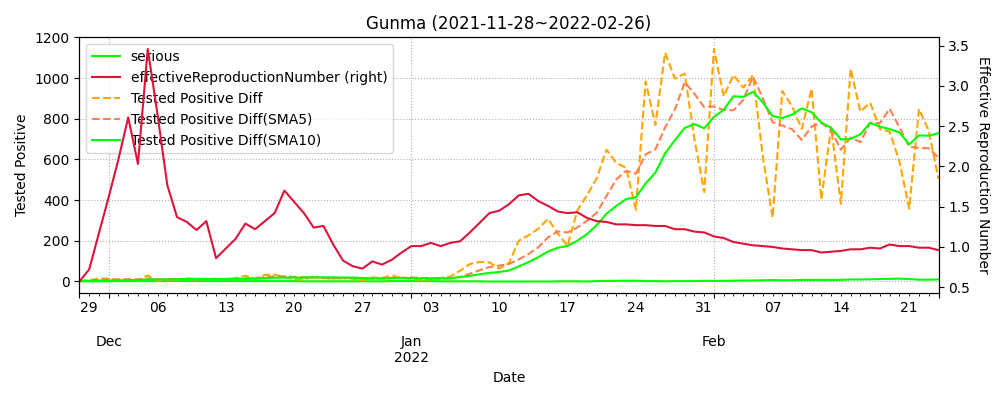 Gunma (2021-11-28~2022-02-26)
serious
effectiveReproductionNumber (right)
Tested Positive Diff
Tested Positive Diff(SMA5)
Tested Positive Diff(SMA10)
Tested Positive
1200
1000
800
600
400
200
0
3.5
3.0
2.5
2.0
1.5
1.0
0.5
Effective Reproduction Number
29 06 13 20 27 03 10 17 24 31 07 14 21
Dec Jan Feb
2022
Date